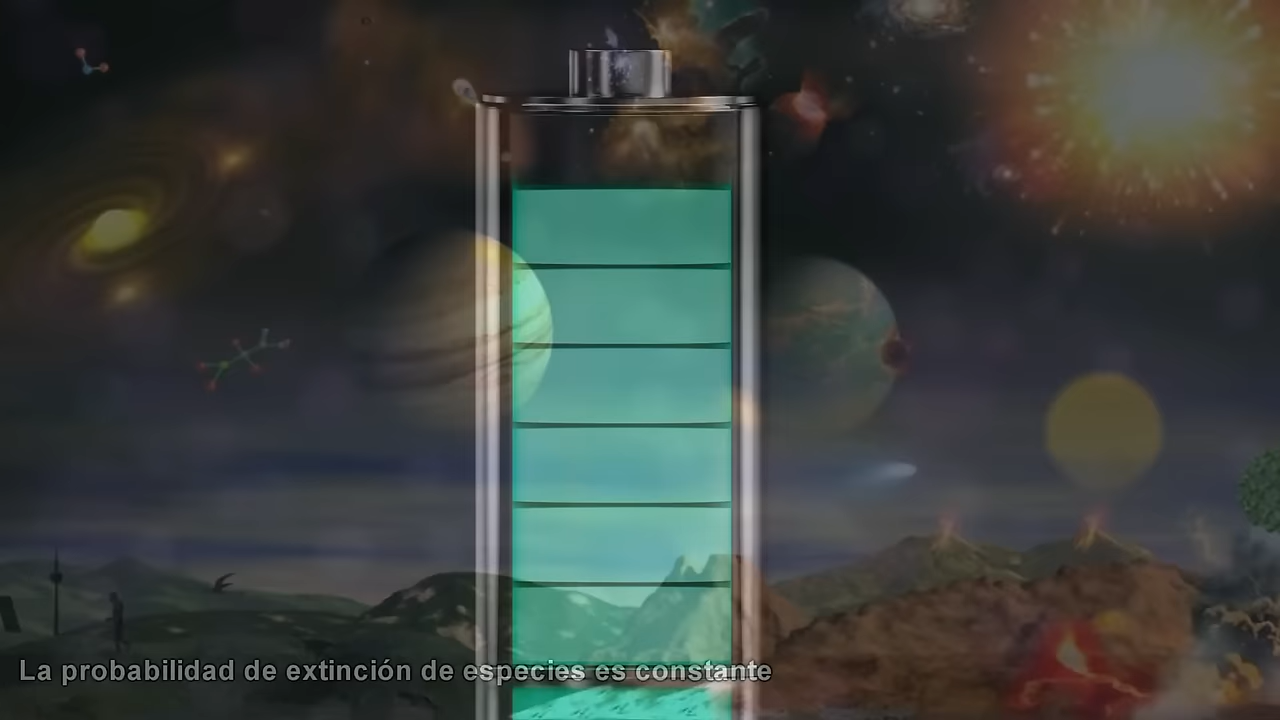 La probabilidad de extinción de especies es constante